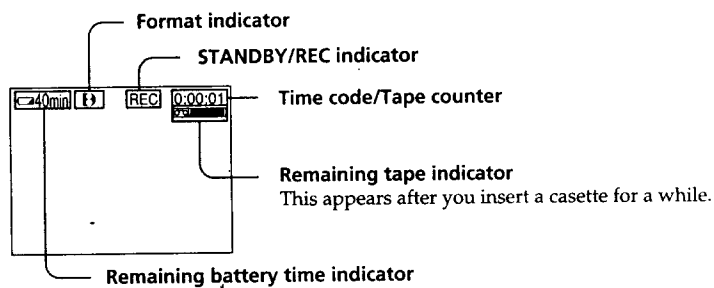 Format indicator
STANDBY/REC indicator
40min REC 0:00:01
Time code/Tape counter
Remaining tape indicator
This appears after you insert a casette for a while.
Remaining battery time indicator